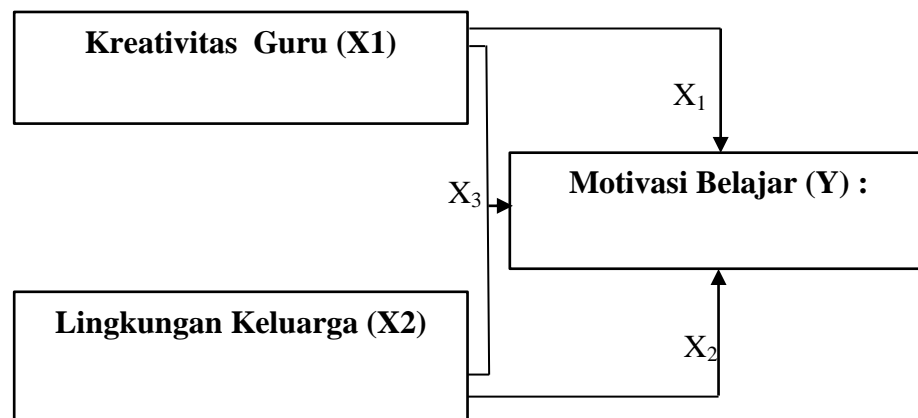 Kreativitas  Guru (X1)
X₁
Motivasi Belajar (Y) :
X₃
Lingkungan Keluarga (X2)
X₂